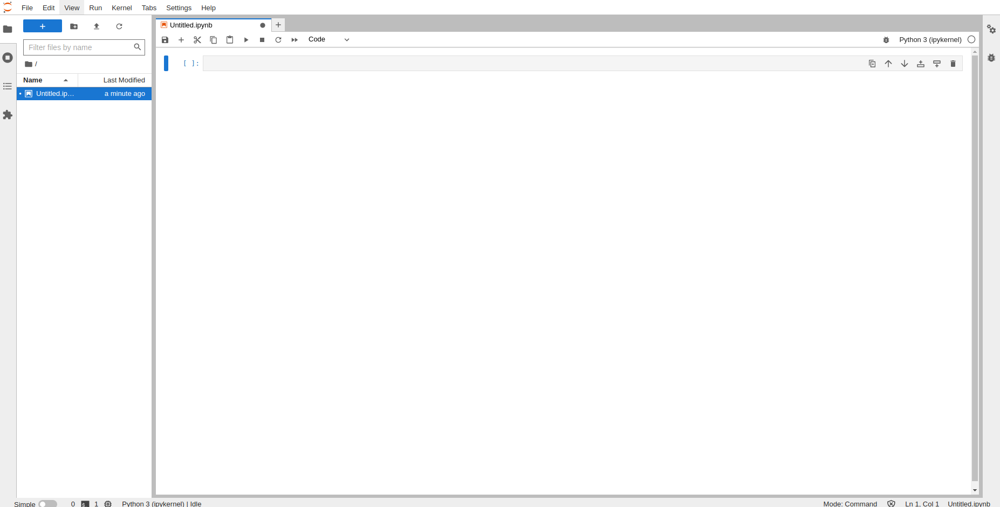 File Edit View Run Kernel Tabs Settings Help
Untitled.ipynb
Code
Python 3 (ipykernel)
Filter files by name
/
Name Last Modified
Untitled.ip… a minute ago
[ ]:
Simple 0 1 Python 3 (ipykernel) | Idle Mode: Command Ln 1, Col 1 Untitled.ipynb